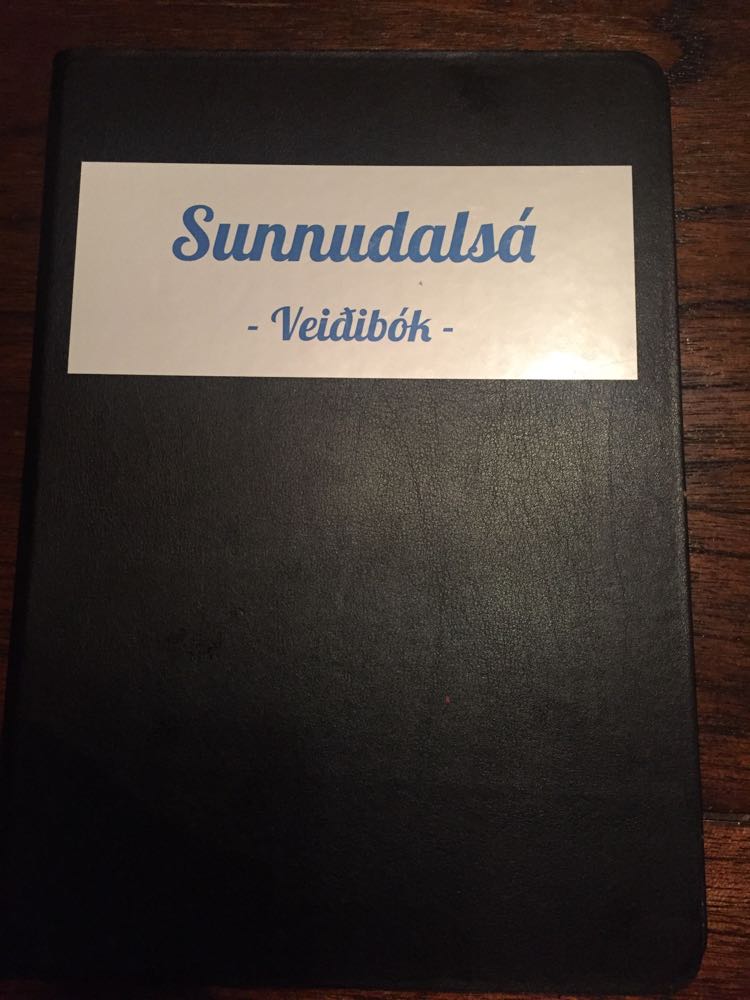 Sunnudalsá
- Veiðibók -